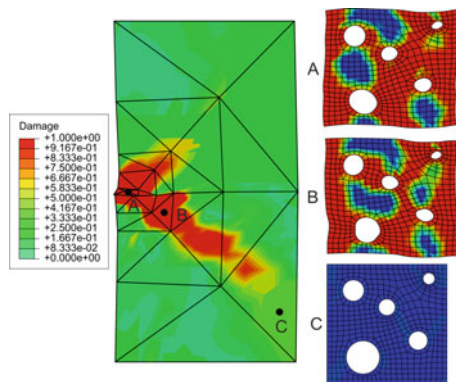 Damage
+1.000e+00
+9.167e-01
+8.333e-01
+7.500e-01
+6.667e-01
+5.833e-01
+5.000e-01
+4.167e-01
+3.333e-01
+2.500e-01
+1.667e-01
+8.333e-02
+0.000e+00
A
B
C
A
B
C